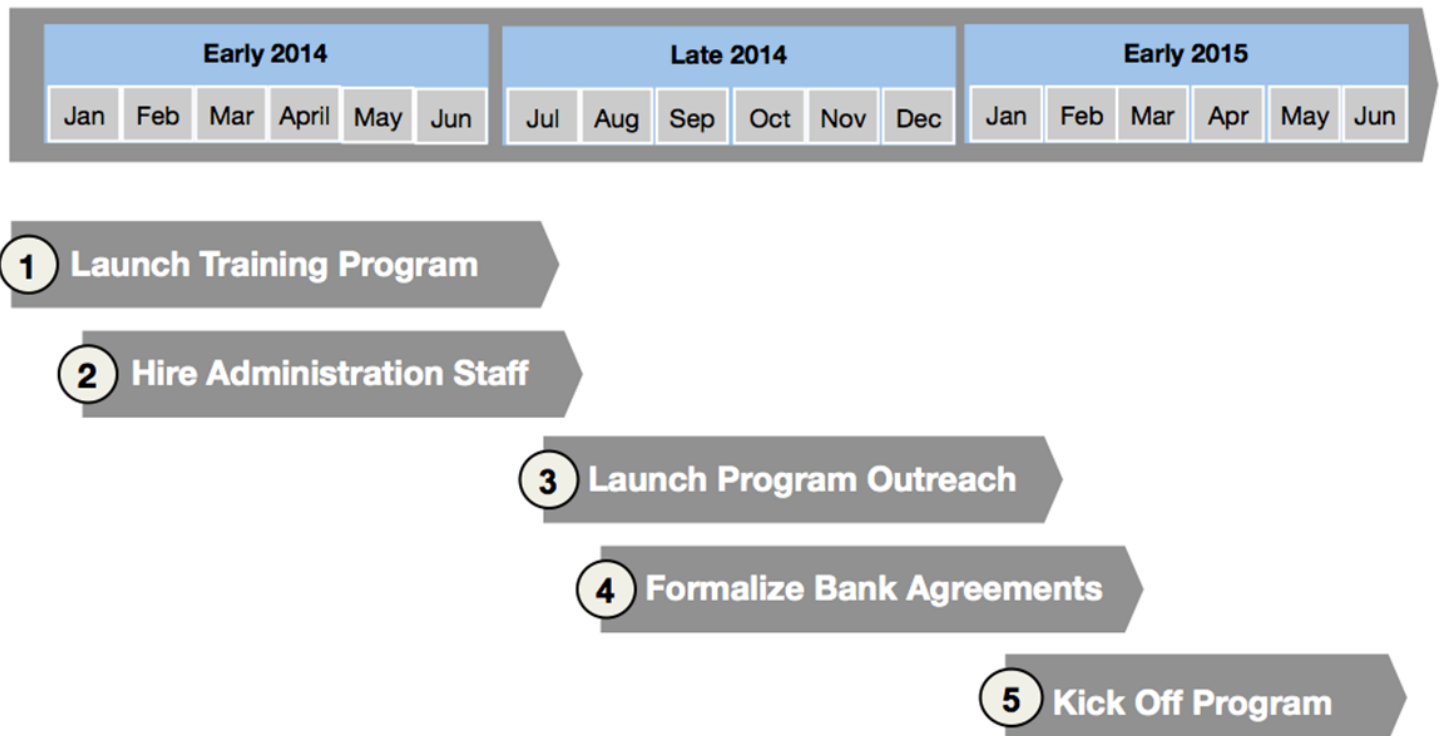 Early 2014 Late 2014 Early 2015
Jan Feb Mar April May Jun Jul Aug Sep Oct Nov Dec Jan Feb Mar Apr May Jun
1 Launch Training Program
2 Hire Administration Staff
3 Launch Program Outreach
4 Formalize Bank Agreements
5 Kick Off Program